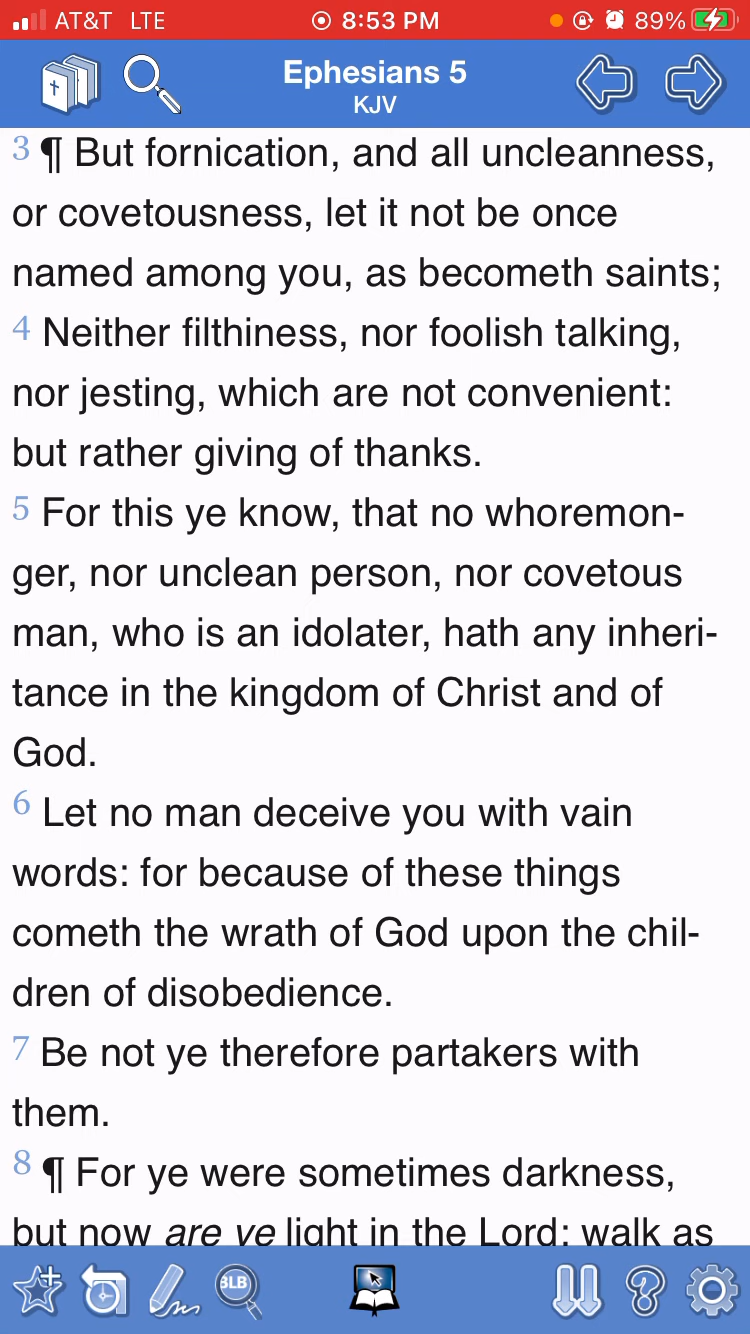 AT&T LTE 8:53 PM 89%
Ephesians 5
KJV
3 ¶ But fornication, and all uncleanness,
or covetousness, let it not be once
named among you, as becometh saints;
4 Neither filthiness, nor foolish talking,
nor jesting, which are not convenient:
but rather giving of thanks.
5 For this ye know, that no whoremon-
ger, nor unclean person, nor covetous
man, who is an idolater, hath any inheri-
tance in the kingdom of Christ and of
God.
6 Let no man deceive you with vain
words: for because of these things
cometh the wrath of God upon the chil-
dren of disobedience.
7 Be not ye therefore partakers with
them.
8 ¶ For ye were sometimes darkness,
but now are ye light in the Lord: walk as
BLB